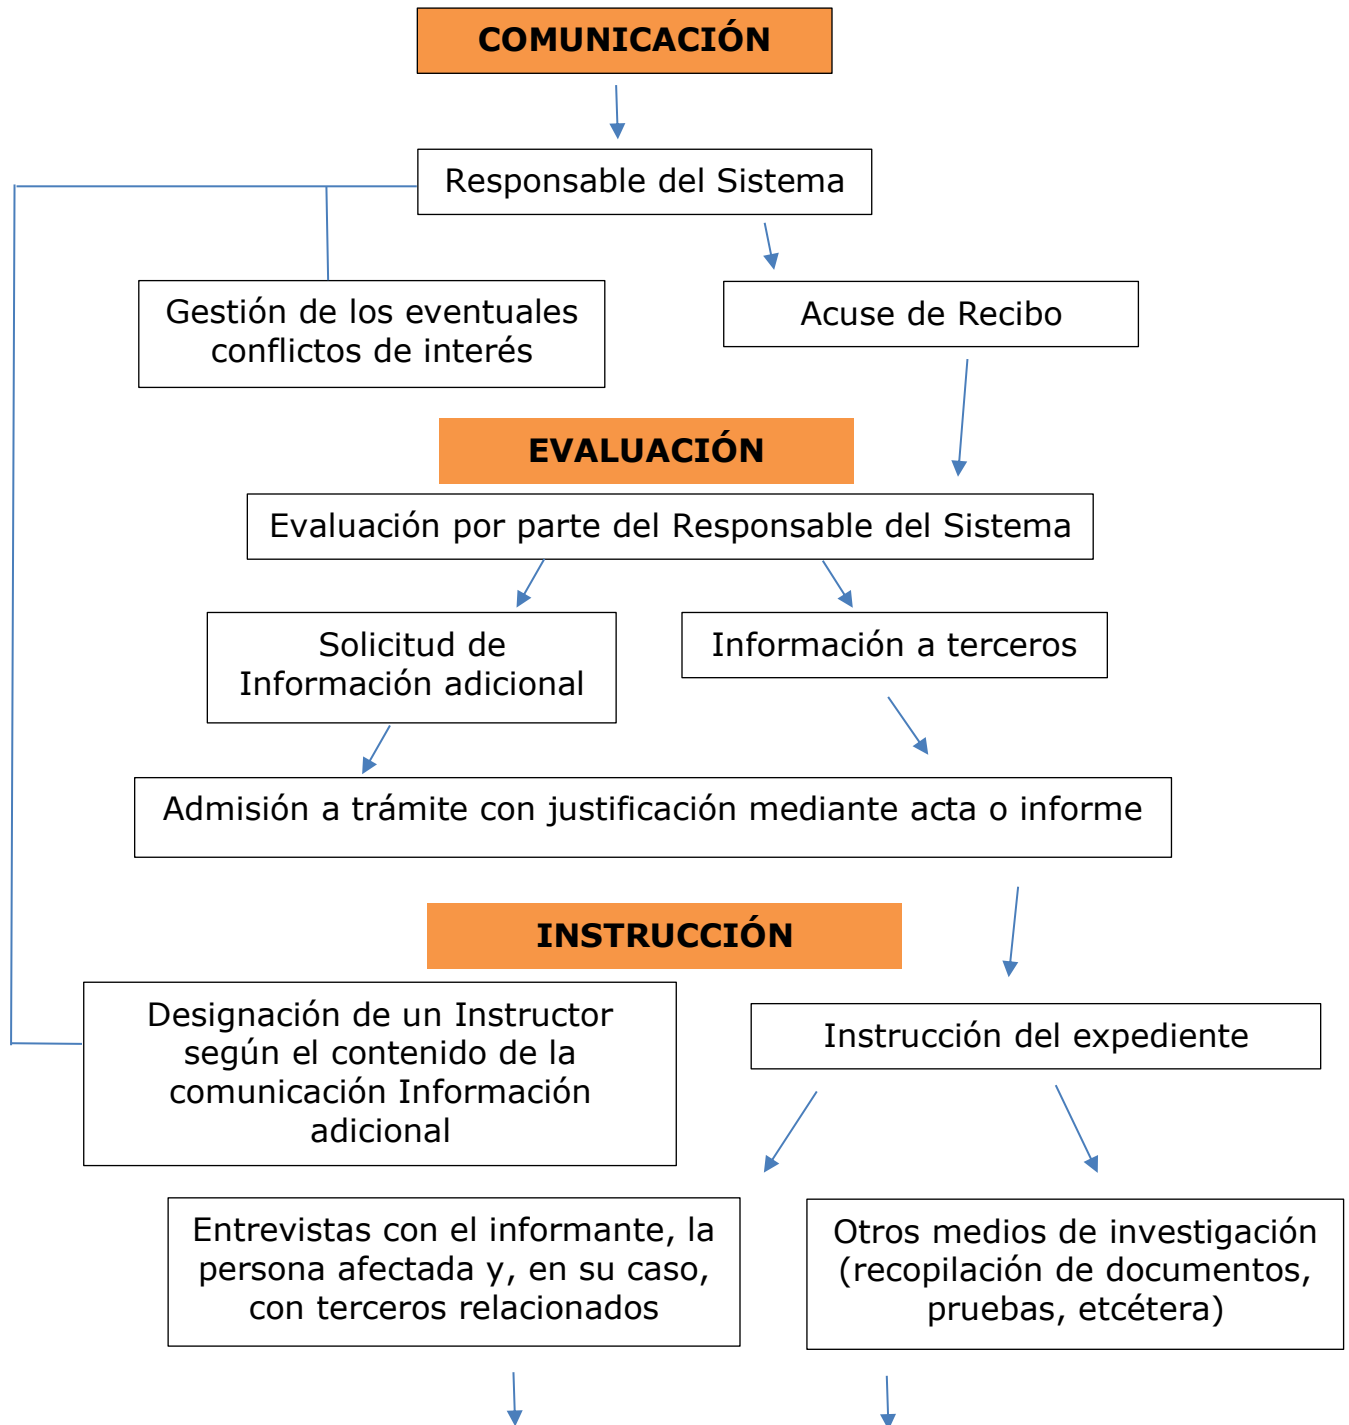 COMUNICACIÓN
Responsable del Sistema
Gestión de los eventuales
conflictos de interés
Acuse de Recibo
EVALUACIÓN
Evaluación por parte del Responsable del Sistema
Solicitud de
Información adicional
Información a terceros
Admisión a trámite con justificación mediante acta o informe
INSTRUCCIÓN
Designación de un Instructor
según el contenido de la
comunicación Información
adicional
Instrucción del expediente
Entrevistas con el informante, la
persona afectada y, en su caso,
con terceros relacionados
Otros medios de investigación
(recopilación de documentos,
pruebas, etcétera)